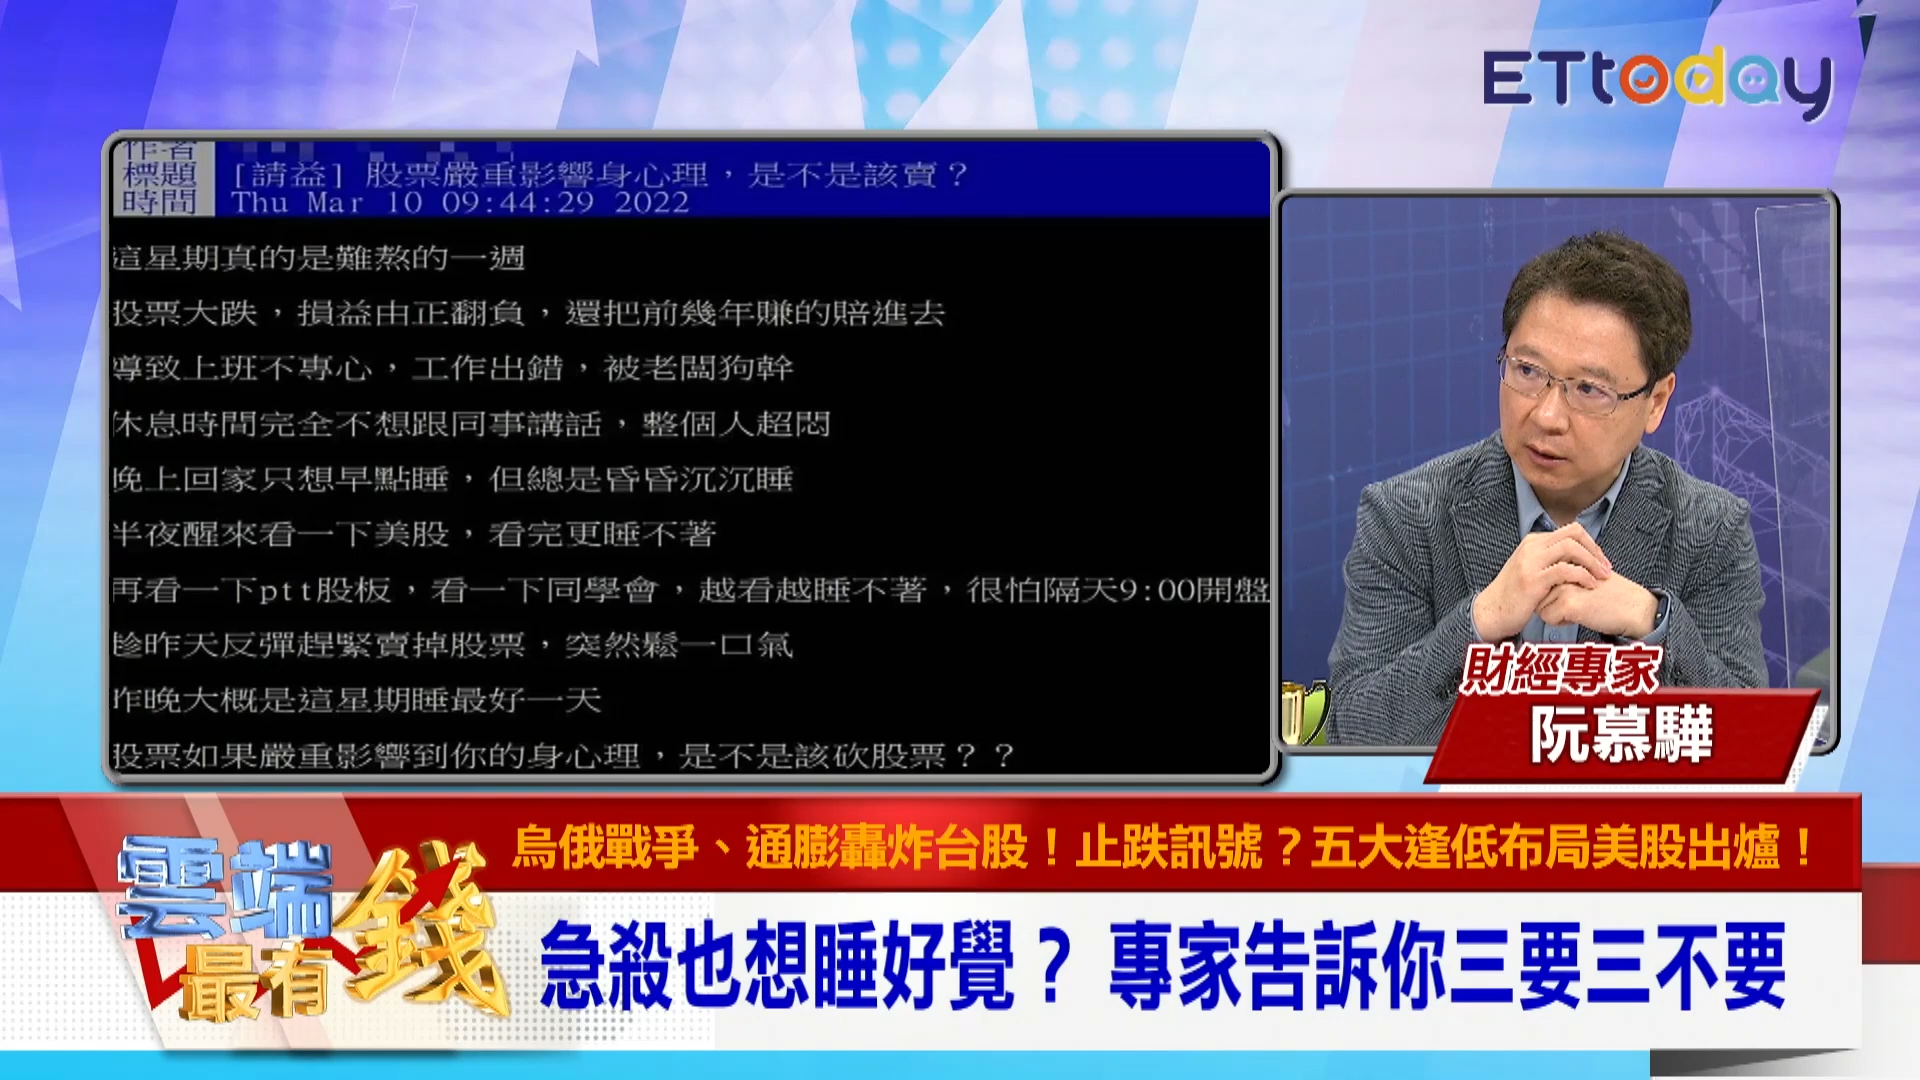 ETtoday
作者
標題 [請益] 股票嚴重影響身心理，是不是該賣？
時間 Thu Mar 10 09:44:29 2022
這星期真的是難熬的一週
股票大跌，損益由正翻負，還把前幾年賺的賠進去
導致上班不專心，工作出錯，被老闆狗幹
休息時間完全不想跟同事講話，整個人超悶
晚上回家只想早點睡，但總是昏昏沉沉睡
半夜醒來看一下美股，看完更睡不著
再看一下ptt股板，看一下同學會，越看越睡不著，很怕隔天9:00開盤
趁昨天反彈趕緊賣掉股票，突然鬆一口氣
昨晚大概是這星期睡最好一天
股票如果嚴重影響到你的身心理，是不是該砍股票？？
財經專家
阮慕驊
雲端最有錢
烏俄戰爭、通膨轟炸台股！止跌訊號？五大逢低布局美股出爐！
急殺也想睡好覺？ 專家告訴你三要三不要